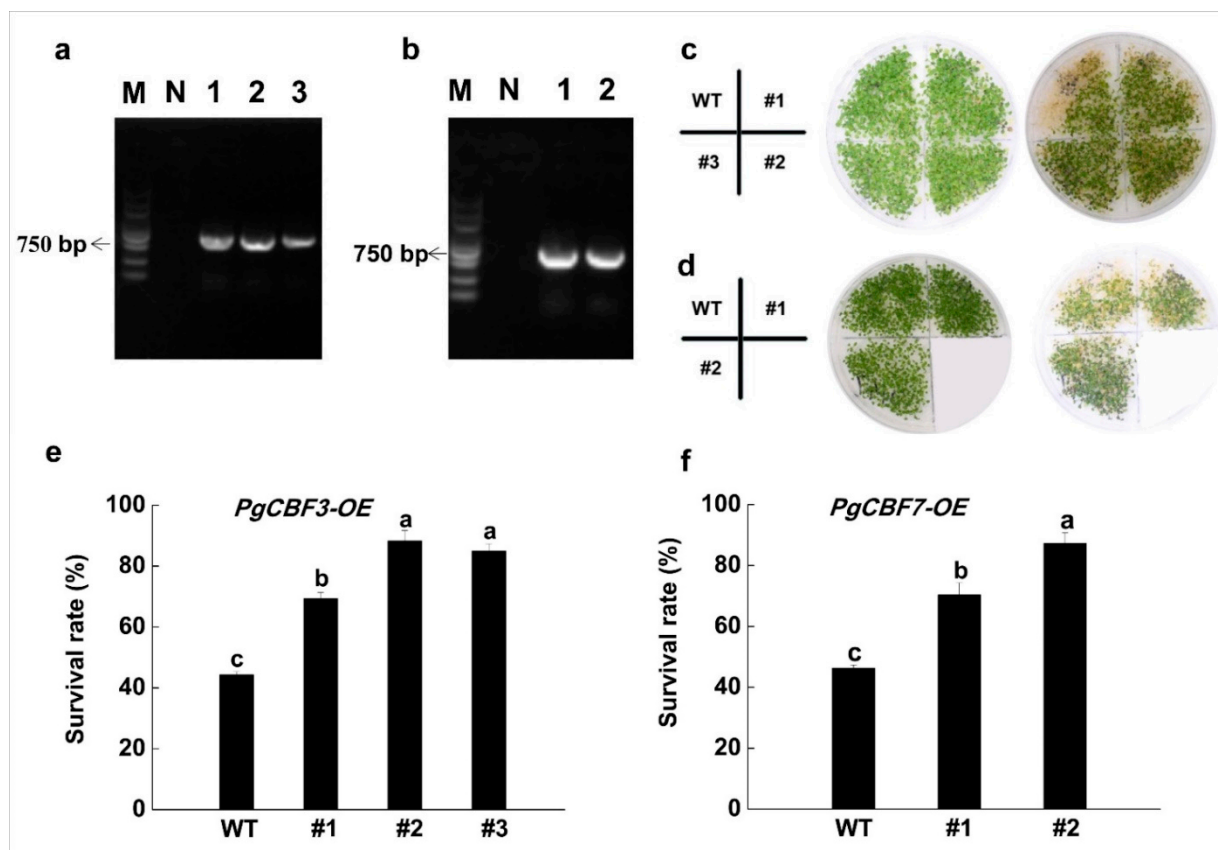 a
M N 1 2 3
750 bp
b
M N 1 2
750 bp
c
WT #1
#3 #2
d
WT #1
#2
e
PgCBF3-OE
Survival rate (%)
100
80
60
40
20
0
c
b
a
a
WT #1 #2 #3
f
PgCBF7-OE
Survival rate (%)
100
80
60
40
20
0
c
b
a
WT #1 #2